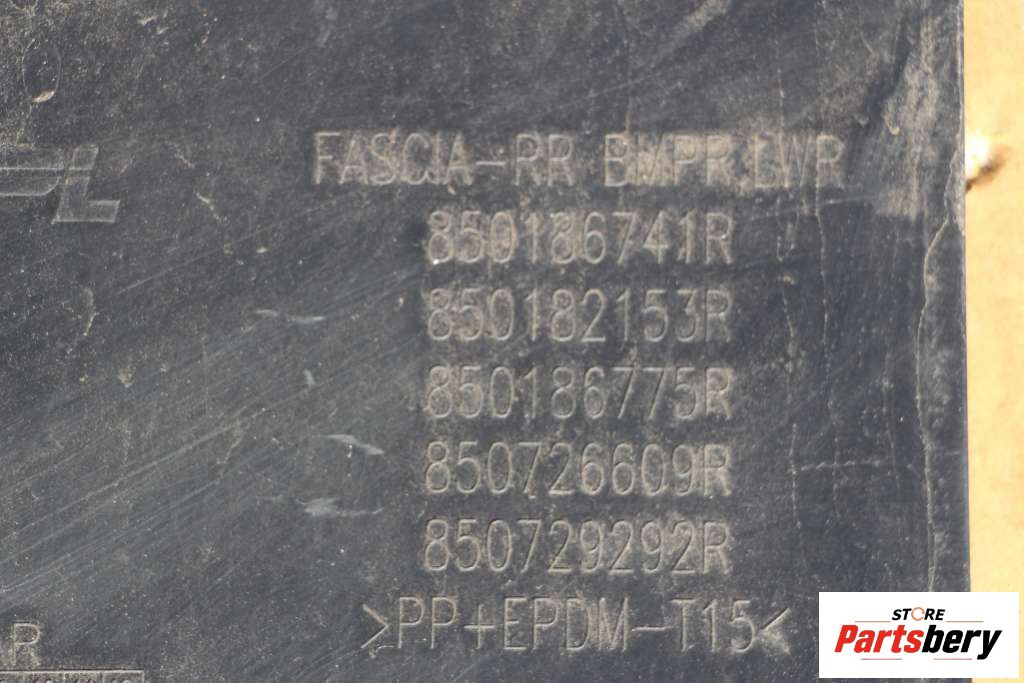 FASCIA-RR BMPR,LWR
850186741R
850182153R
850186775R
850726609R
850729292R
>PP+EPDM-T15<
R
STORE
Partsbery